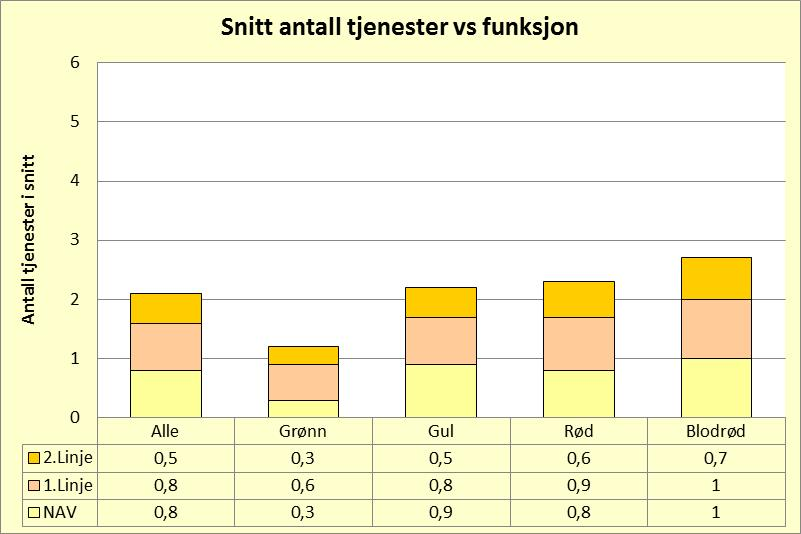 Snitt antall tjenester vs funksjon
Antall tjenester i snitt
6
5
4
3
2
1
0
Alle Grønn Gul Rød Blodrød
2.Linje 0,5 0,3 0,5 0,6 0,7
1.Linje 0,8 0,6 0,8 0,9 1
NAV 0,8 0,3 0,9 0,8 1